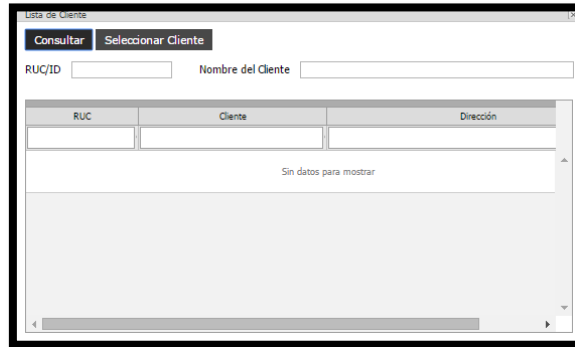 Lista de Cliente
Consultar Seleccionar Cliente
RUC/ID Nombre del Cliente
RUC Cliente Dirección
Sin datos para mostrar